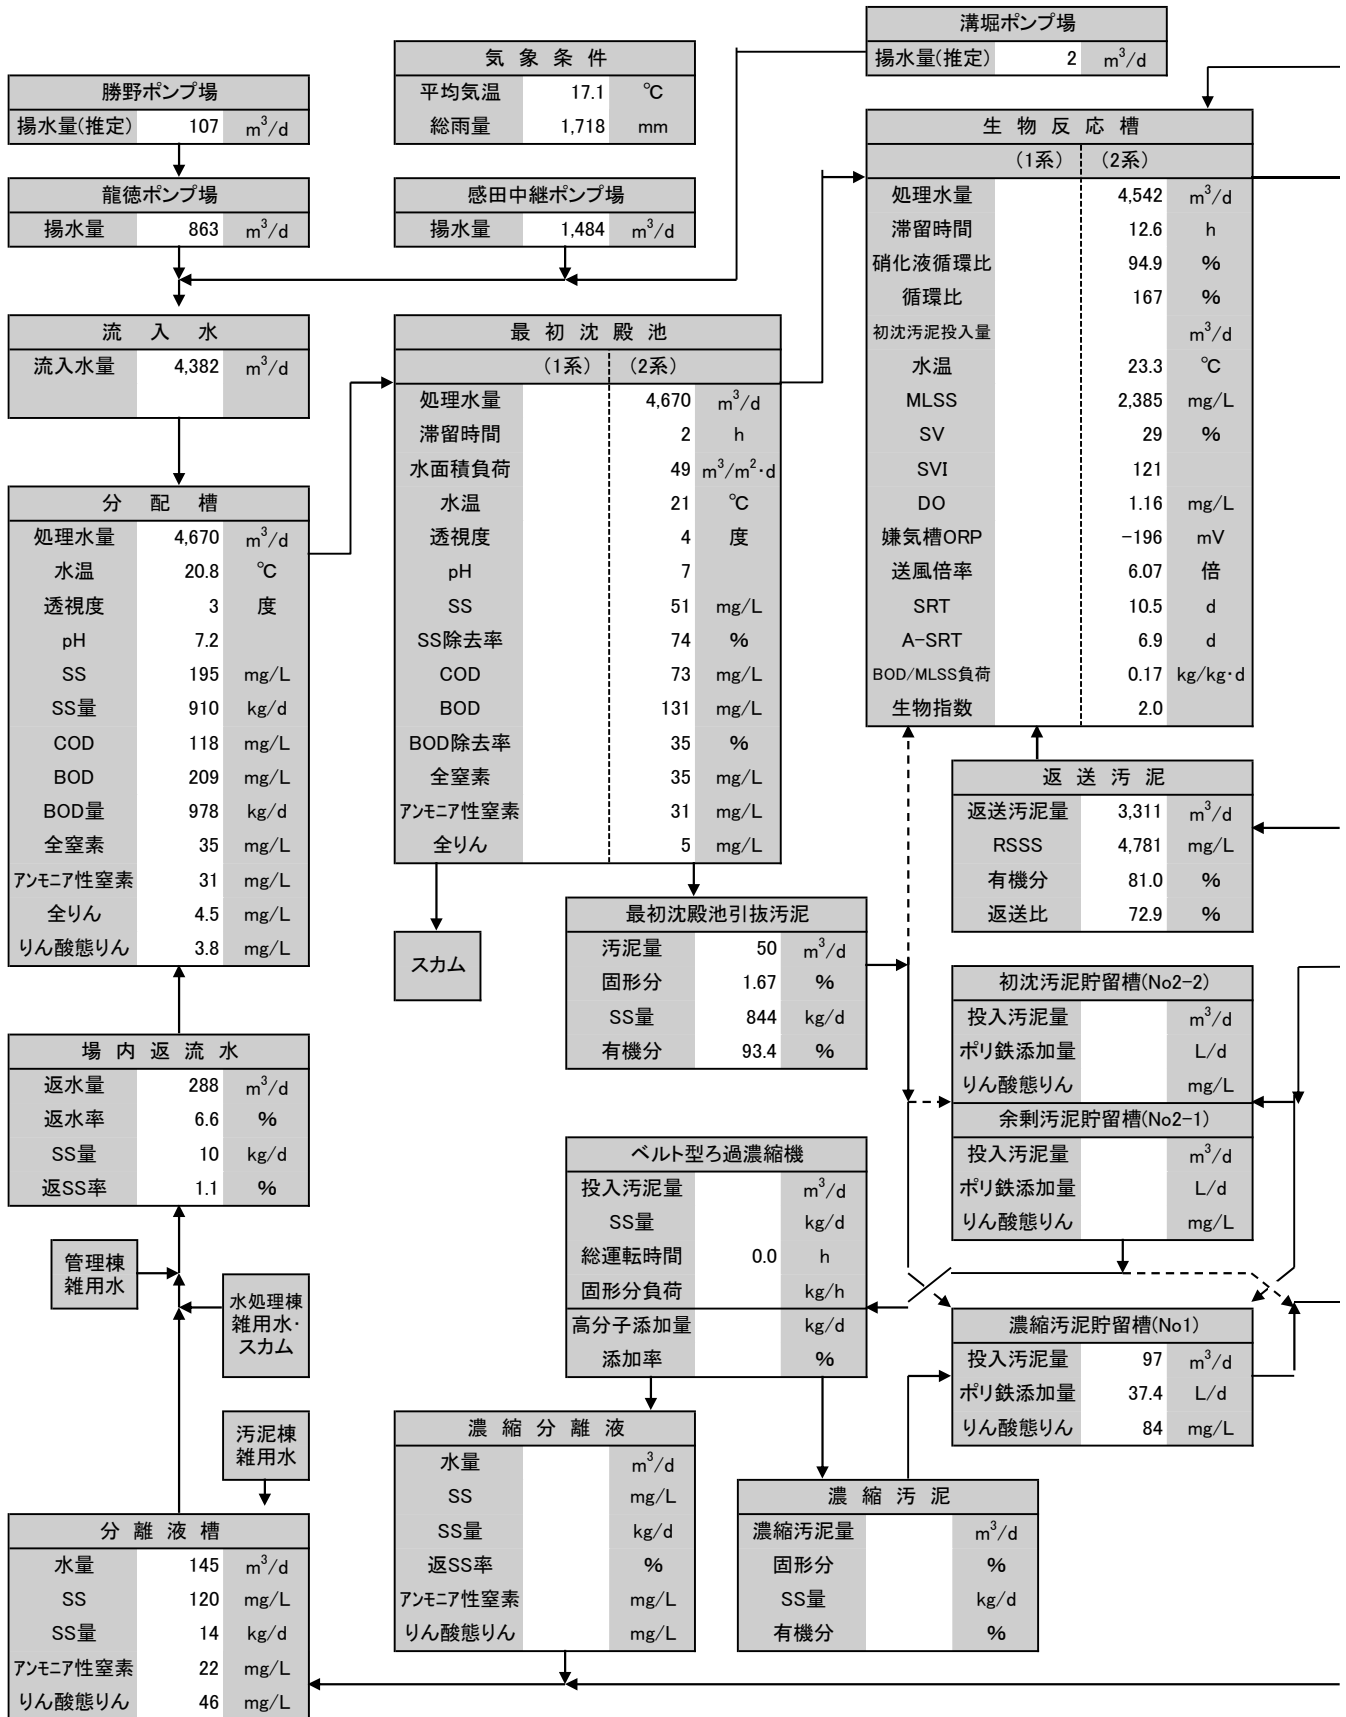 溝堀ポンプ場
揚水量(推定) 2 m³/d
気象条件
平均気温 17.1 ℃
総雨量 1,718 mm
勝野ポンプ場
揚水量(推定) 107 m³/d
龍徳ポンプ場
揚水量 863 m³/d
感田中継ポンプ場
揚水量 1,484 m³/d
流入水
流入水量 4,382 m³/d
分配槽
処理水量 4,670 m³/d
水温 20.8 ℃
透視度 3 度
pH 7.2
SS 195 mg/L
SS量 910 kg/d
COD 118 mg/L
BOD 209 mg/L
BOD量 978 kg/d
全窒素 35 mg/L
アンモニア性窒素 31 mg/L
全りん 4.5 mg/L
りん酸態りん 3.8 mg/L
場内返流水
返水量 288 m³/d
返水率 6.6 %
SS量 10 kg/d
返SS率 1.1 %
管理棟
雑用水
水処理棟
雑用水・
スカム
汚泥棟
雑用水
分離液槽
水量 145 m³/d
SS 120 mg/L
SS量 14 kg/d
アンモニア性窒素 22 mg/L
りん酸態りん 46 mg/L
最初沈殿池
(1系) (2系)
処理水量 4,670 m³/d
滞留時間 2 h
水面積負荷 49 m³/m²・d
水温 21 ℃
透視度 4 度
pH 7
SS 51 mg/L
SS除去率 74 %
COD 73 mg/L
BOD 131 mg/L
BOD除去率 35 %
全窒素 35 mg/L
アンモニア性窒素 31 mg/L
全りん 5 mg/L
スカム
最初沈殿池引抜汚泥
汚泥量 50 m³/d
固形分 1.67 %
SS量 844 kg/d
有機分 93.4 %
ベルト型ろ過濃縮機
投入汚泥量 m³/d
SS量 kg/d
総運転時間 0.0 h
固形分負荷 kg/h
高分子添加量 kg/d
添加率 %
濃縮分離液
水量 m³/d
SS mg/L
SS量 kg/d
返SS率 %
アンモニア性窒素 mg/L
りん酸態りん mg/L
濃縮汚泥
濃縮汚泥量 m³/d
固形分 %
SS量 kg/d
有機分 %
生物反応槽
(1系) (2系)
処理水量 4,542 m³/d
滞留時間 12.6 h
硝化液循環比 94.9 %
循環比 167 %
初沈汚泥投入量 m³/d
水温 23.3 ℃
MLSS 2,385 mg/L
SV 29 %
SVI 121
DO 1.16 mg/L
嫌気槽ORP -196 mV
送風倍率 6.07 倍
SRT 10.5 d
A-SRT 6.9 d
BOD/MLSS負荷 0.17 kg/kg・d
生物指数 2.0
返送汚泥
返送汚泥量 3,311 m³/d
RSSS 4,781 mg/L
有機分 81.0 %
返送比 72.9 %
初沈汚泥貯留槽(No2-2)
投入汚泥量 m³/d
ポリ鉄添加量 L/d
りん酸態りん mg/L
余剰汚泥貯留槽(No2-1)
投入汚泥量 m³/d
ポリ鉄添加量 L/d
りん酸態りん mg/L
濃縮汚泥貯留槽(No1)
投入汚泥量 97 m³/d
ポリ鉄添加量 37.4 L/d
りん酸態りん 84 mg/L